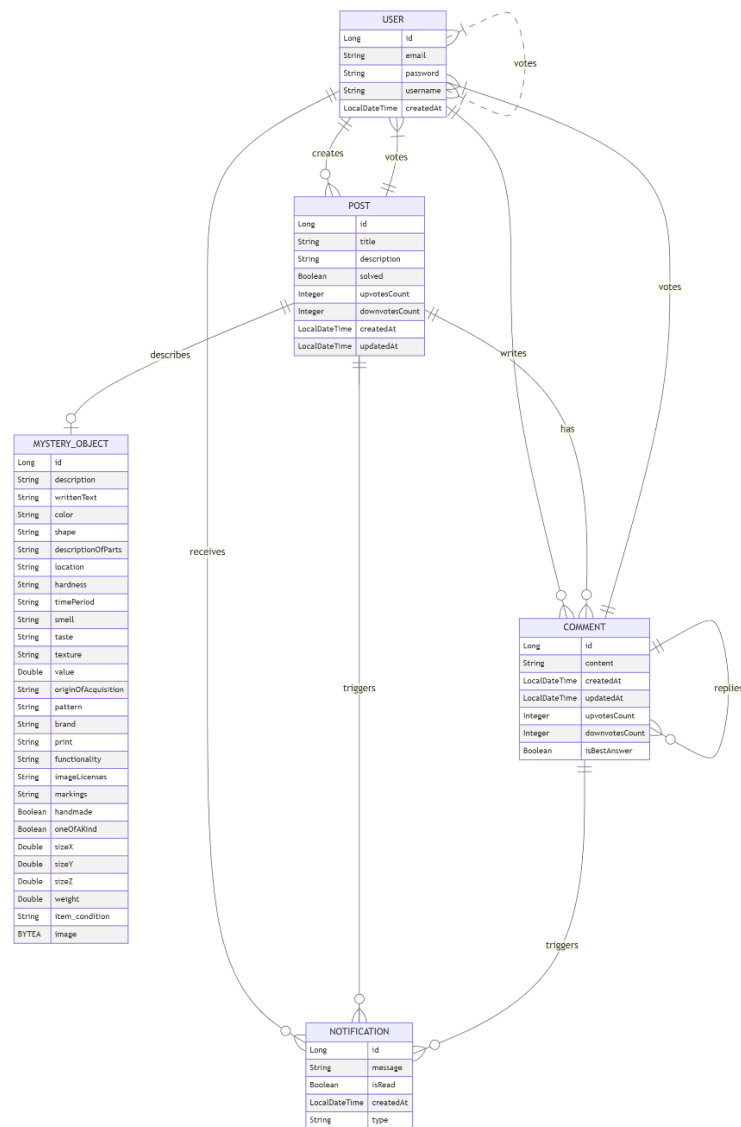 USER
Long id
String email
String password
String username
LocalDateTime createdAt
votes
creates
votes
POST
Long id
String title
String description
Boolean solved
Integer upvotesCount
Integer downvotesCount
LocalDateTime createdAt
LocalDateTime updatedAt
votes
describes
writes
has
MYSTERY_OBJECT
Long id
String description
String writtenText
String color
String shape
String descriptionOfParts
String location
String hardness
String timePeriod
String smell
String taste
String texture
Double value
String originOfAcquisition
String pattern
String brand
String print
String functionality
String imageLicenses
String markings
Boolean handmade
Boolean oneOfAKind
Double sizeX
Double sizeY
Double sizeZ
Double weight
String item_condition
BYTEA image
receives
COMMENT
Long id
String content
LocalDateTime createdAt
LocalDateTime updatedAt
Integer upvotesCount
Integer downvotesCount
Boolean isBestAnswer
replies
triggers
triggers
NOTIFICATION
Long id
String message
Boolean isRead
LocalDateTime createdAt
String type